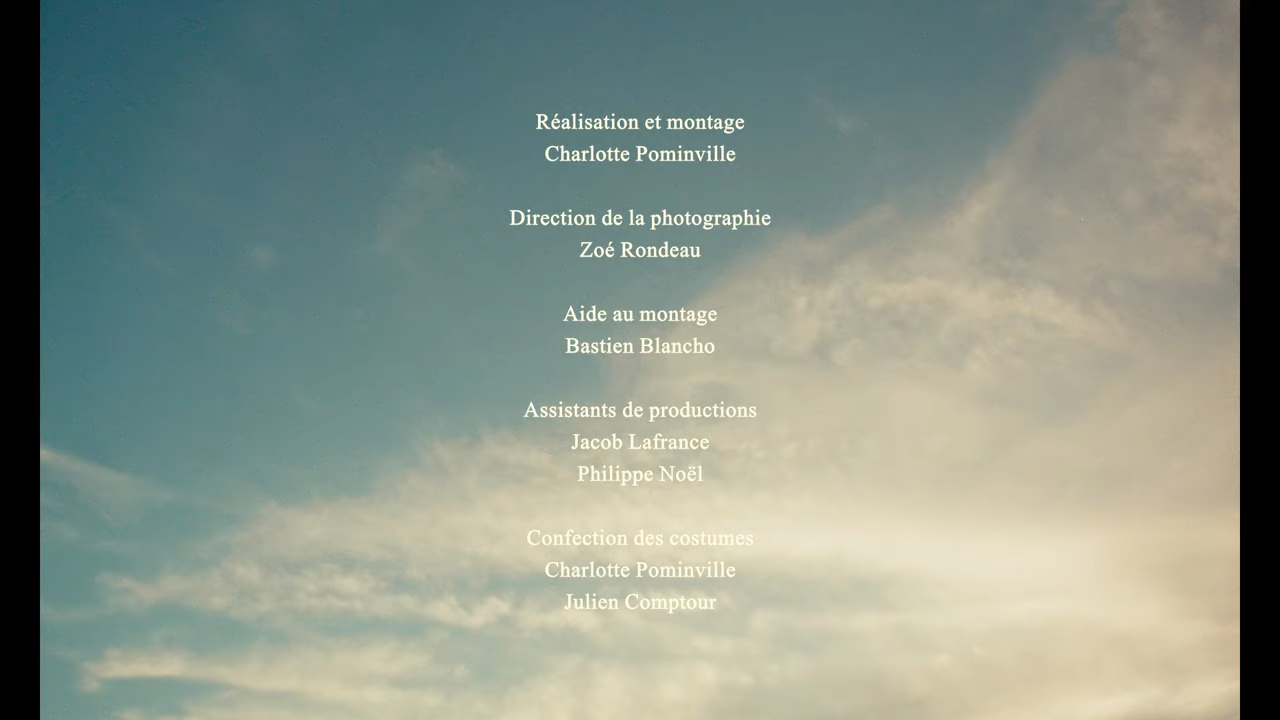 Réalisation et montage
Charlotte Pominville
Direction de la photographie
Zoé Rondeau
Aide au montage
Bastien Blancho
Assistants de productions
Jacob Lafrance
Philippe Noël
Confection des costumes
Charlotte Pominville
Julien Comptour